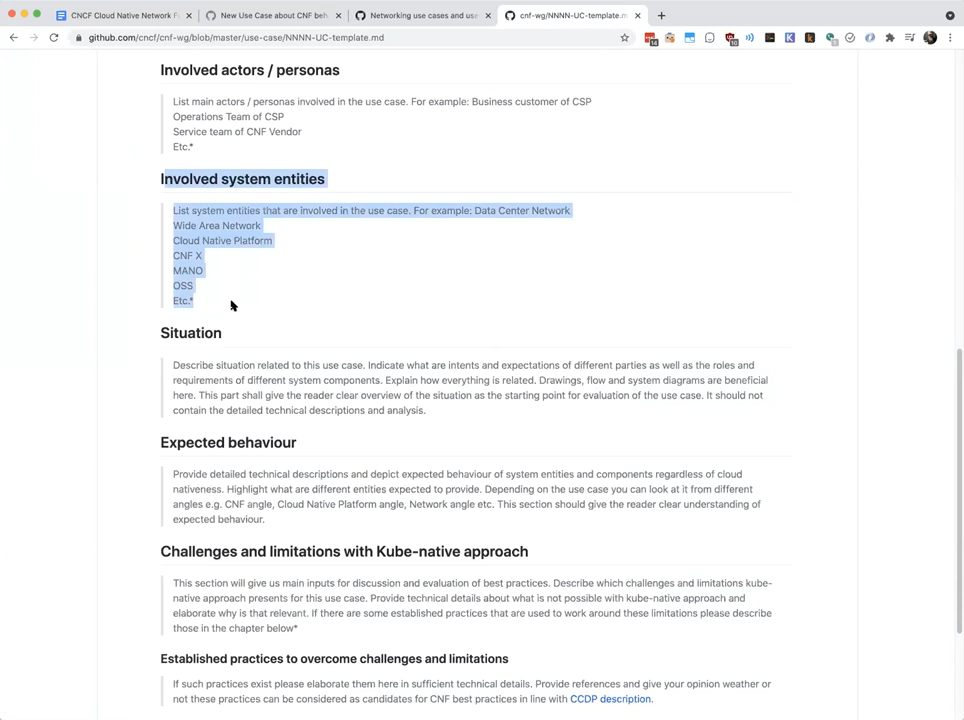 CNCF Cloud Native Network F
New Use Case about CNF beh
Networking use cases and use
cnf-wg/NNNN-UC-template.m
github.com/cncf/cnf-wg/blob/master/use-case/NNNN-UC-template.md
Involved actors / personas
List main actors / personas involved in the use case. For example: Business customer of CSP
Operations Team of CSP
Service team of CNF Vendor
Etc.*
Involved system entities
List system entities that are involved in the use case. For example: Data Center Network
Wide Area Network
Cloud Native Platform
CNF X
MANO
OSS
Etc.*
Situation
Describe situation related to this use case. Indicate what are intents and expectations of different parties as well as the roles and
requirements of different system components. Explain how everything is related. Drawings, flow and system diagrams are beneficial
here. This part shall give the reader clear overview of the situation as the starting point for evaluation of the use case. It should not
contain the detailed technical descriptions and analysis.
Expected behaviour
Provide detailed technical descriptions and depict expected behaviour of system entities and components regardless of cloud
nativeness. Highlight what are different entities expected to provide. Depending on the use case you can look at it from different
angles e.g. CNF angle, Cloud Native Platform angle, Network angle etc. This section should give the reader clear understanding of
expected behaviour.
Challenges and limitations with Kube-native approach
This section will give us main inputs for discussion and evaluation of best practices. Describe which challenges and limitations kube-
native approach presents for this use case. Provide technical details about what is not possible with kube-native approach and
elaborate why is that relevant. If there are some established practices that are used to work around these limitations please describe
those in the chapter below*
Established practices to overcome challenges and limitations
If such practices exist please elaborate them here in sufficient technical details. Provide references and give your opinion weather or
not these practices can be considered as candidates for CNF best practices in line with CCDP description.